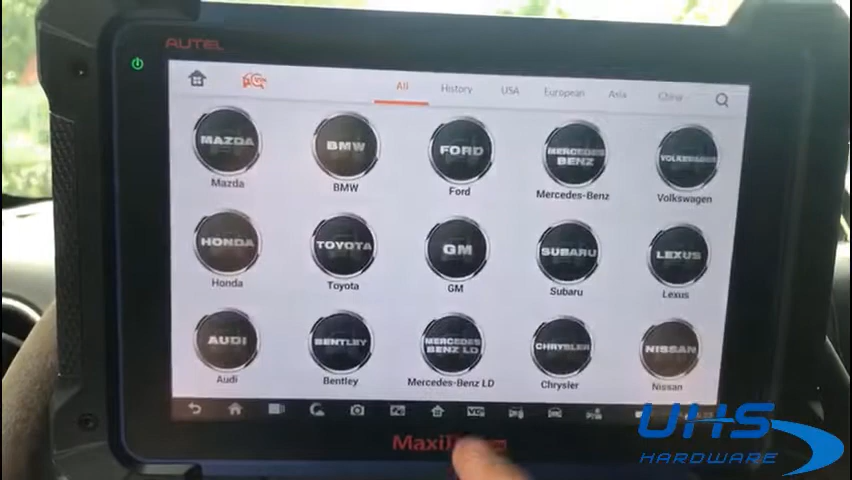 AUTEL
VIN
All History USA European Asia China
MAZDA BMW FORD MERCEDES BENZ VOLKSWAGEN
Mazda BMW Ford Mercedes-Benz Volkswagen
HONDA TOYOTA GM SUBARU LEXUS
Honda Toyota GM Subaru Lexus
AUDI BENTLEY MERCEDES BENZ LD CHRYSLER NISSAN
Audi Bentley Mercedes-Benz LD Chrysler Nissan
VCI
UHS
HARDWARE